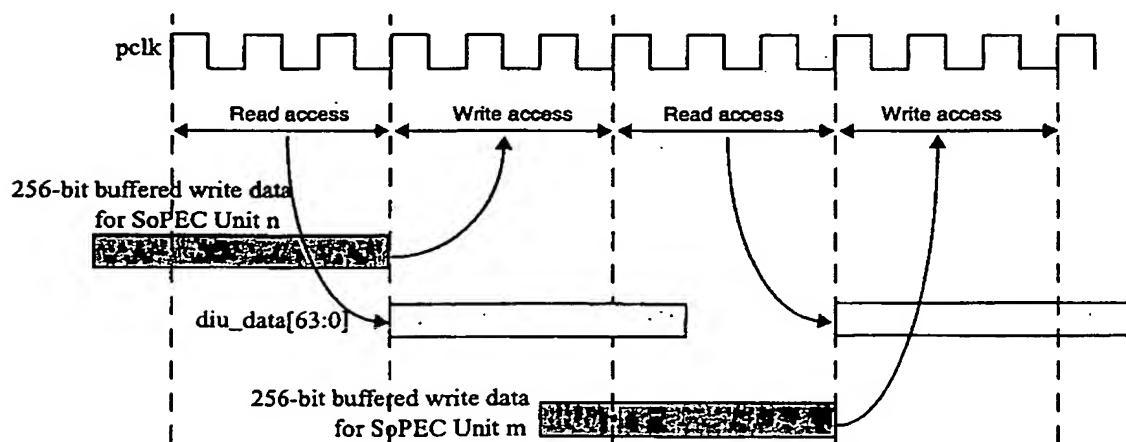 pclk
Read access
Write access
Read access
Write access
256-bit buffered write data
for SoPEC Unit n
diu_data[63:0]
256-bit buffered write data
for SoPEC Unit m